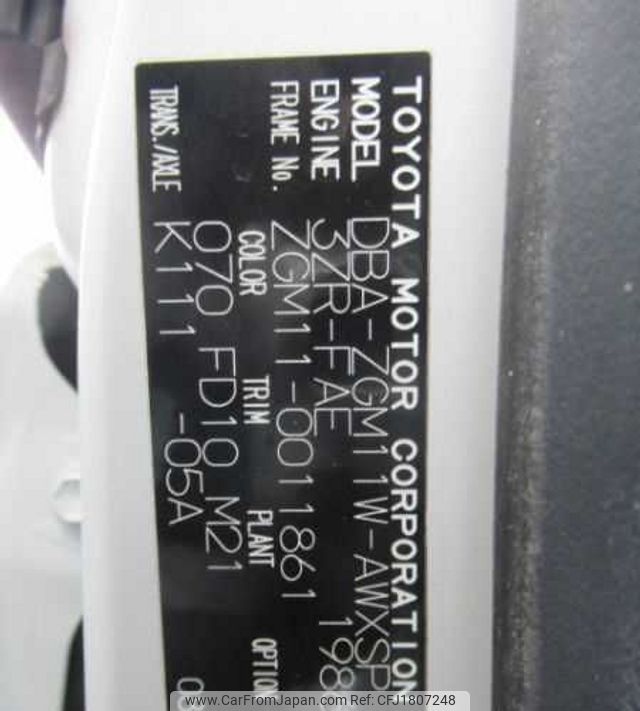 TOYOTA MOTOR CORPORATION
MODEL DBA-ZGM11W-AWXSP
ENGINE 3ZR-FAE 198
FRAME No. ZGM11-0011861
COLOR TRIM PLANT OPTION
070 FD10 M21
TRANS./AXLE K111 -05A
www.CarFromJapan.com CFJ1807248